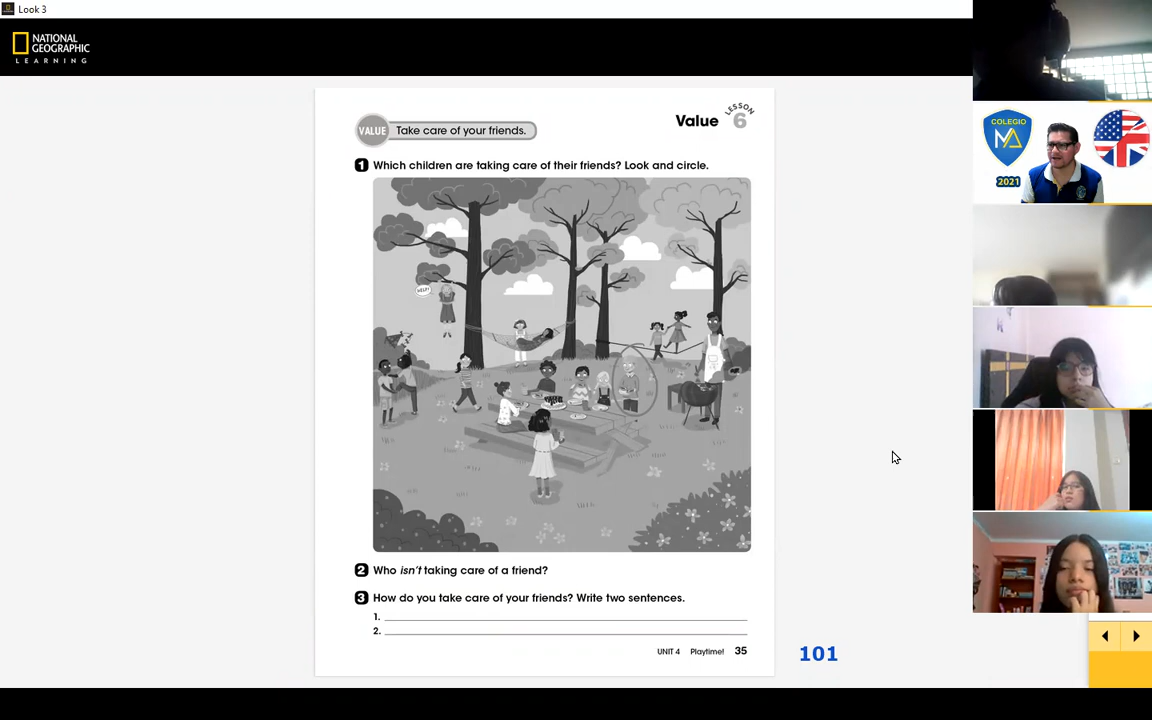 Look 3
NATIONAL
GEOGRAPHIC
LEARNING
VALUE Take care of your friends.
Value LESSON 6
1 Which children are taking care of their friends? Look and circle.
HELP!
2 Who isn't taking care of a friend?
3 How do you take care of your friends? Write two sentences.
1.
2.
UNIT 4 Playtime! 35
101
COLEGIO
MA
2021